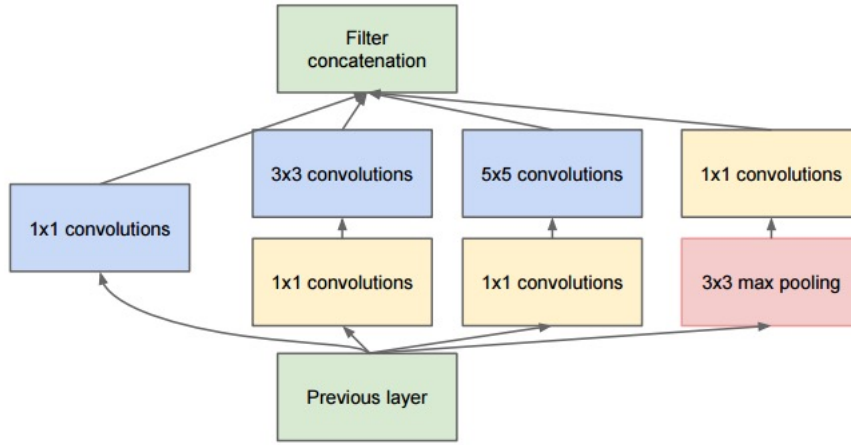 Filter
concatenation
3x3 convolutions
5x5 convolutions
1x1 convolutions
1x1 convolutions
1x1 convolutions
1x1 convolutions
3x3 max pooling
Previous layer